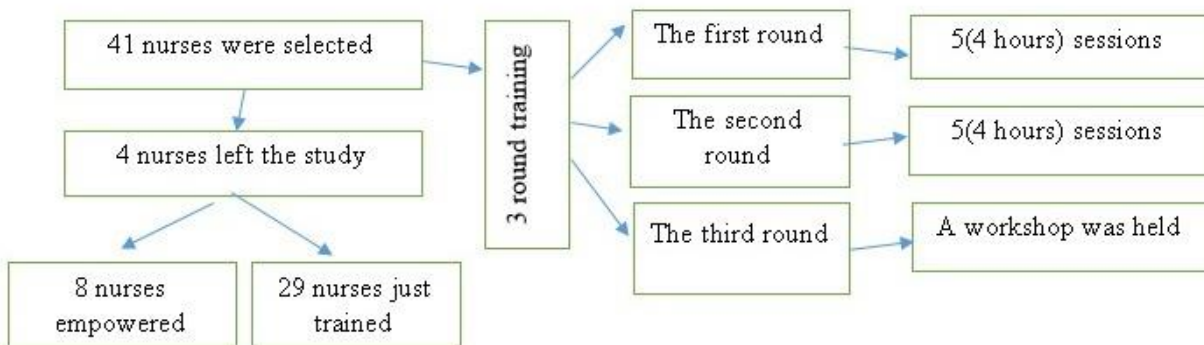 41 nurses were selected
4 nurses left the study
8 nurses
empowered
29 nurses just
trained
3 round training
The first round
5(4 hours) sessions
The second
round
5(4 hours) sessions
The third round
A workshop was held